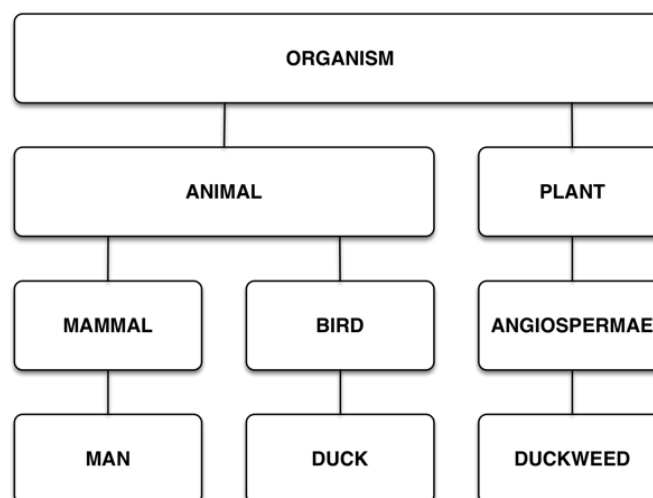 ORGANISM
ANIMAL
PLANT
MAMMAL
BIRD
ANGIOSPERMAE
MAN
DUCK
DUCKWEED